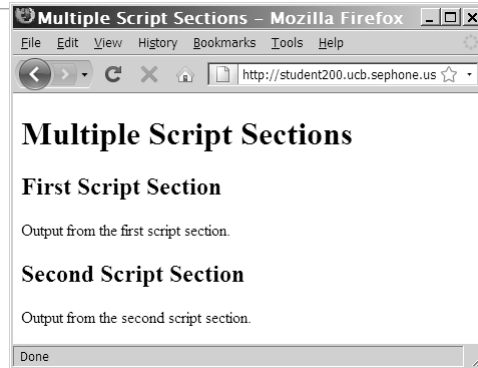 Multiple Script Sections – Mozilla Firefox
File Edit View History Bookmarks Tools Help
http://student200.ucb.sephone.us
Multiple Script Sections
First Script Section
Output from the first script section.
Second Script Section
Output from the second script section.
Done